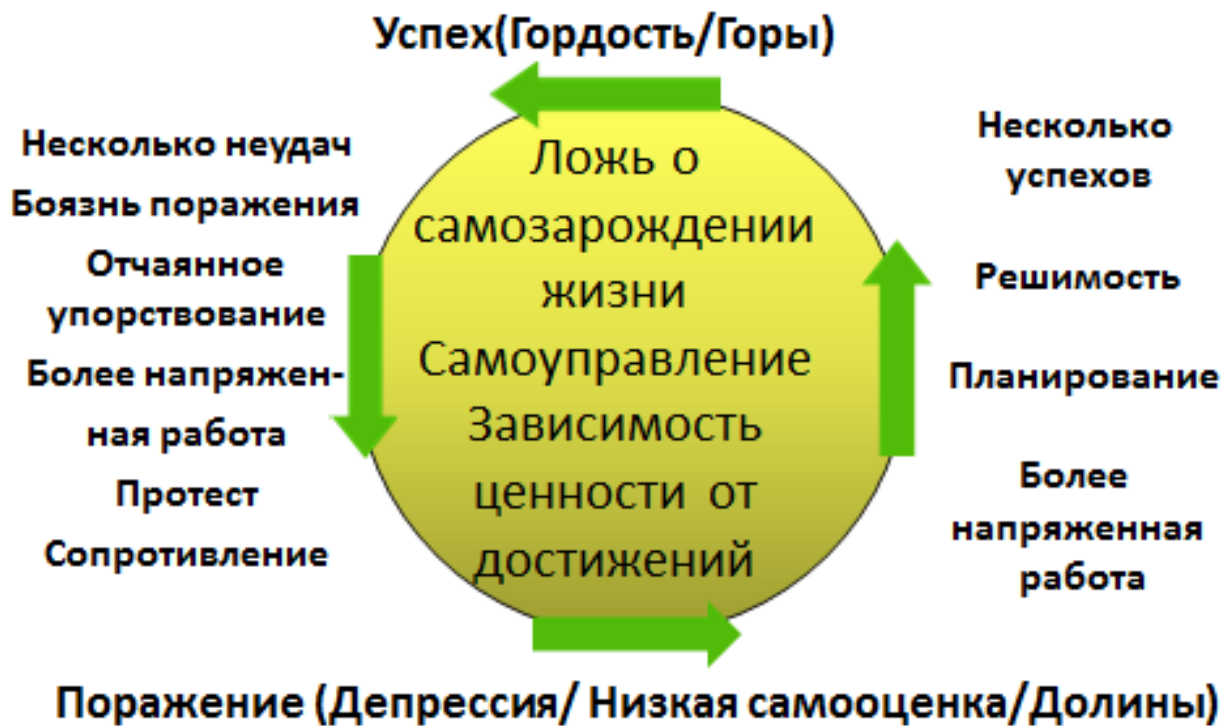 Успех(Гордость/Горы)
Несколько неудач
Боязнь поражения
Отчаянное
упорствование
Более напряжен-
ная работа
Протест
Сопротивление
Ложь о
самозарождении
жизни
Самоуправление
Зависимость
ценности от
достижений
Несколько
успехов
Решимость
Планирование
Более
напряженная
работа
Поражение (Депрессия/ Низкая самооценка/Долины)